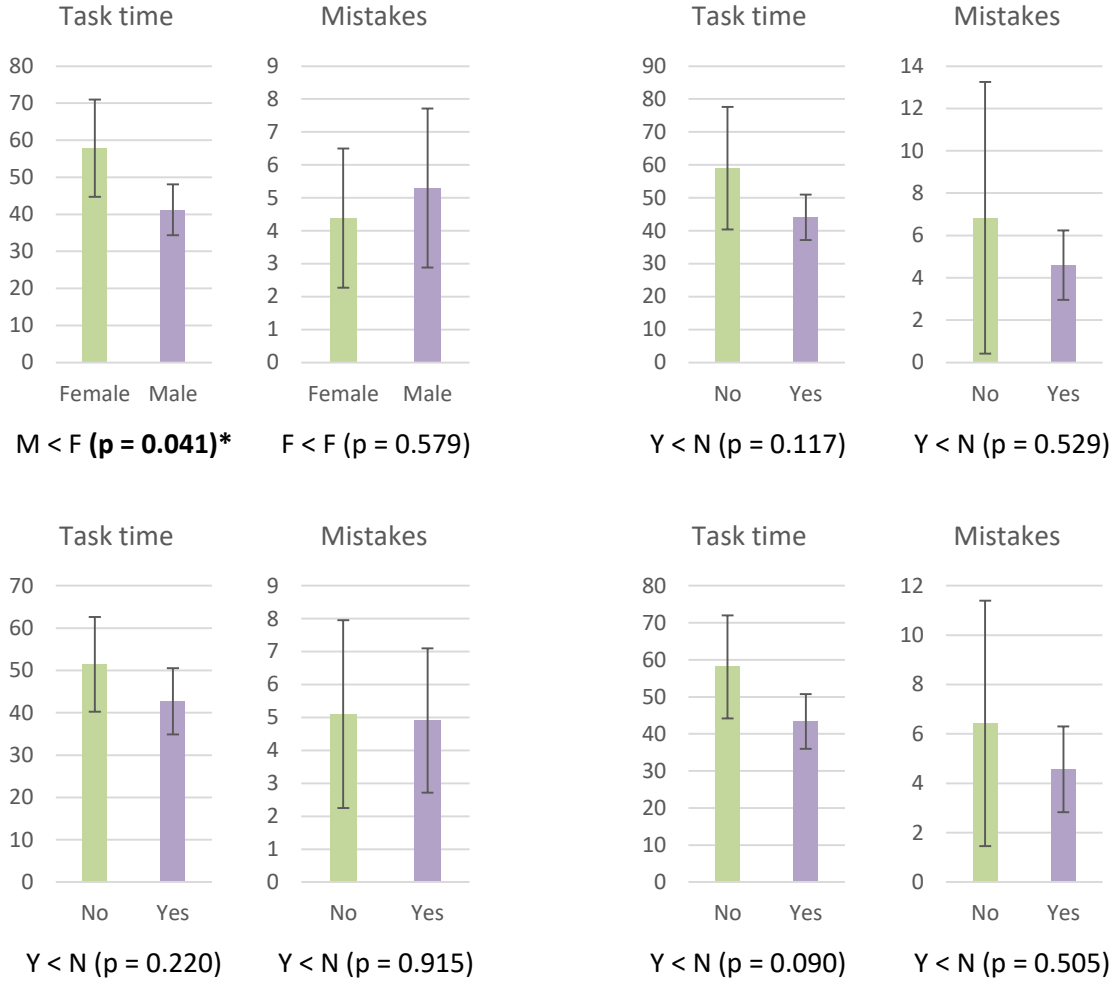 Task time Mistakes Task time Mistakes
80 9 90 14
70 8 80 12
60 7 70 10
50 6 60 8
40 5 50 6
30 4 40 4
20 3 30 2
10 2 20 0
0 1 10
0 0
Female Male Female Male No Yes No Yes
M < F (p = 0.041)* F < F (p = 0.579) Y < N (p = 0.117) Y < N (p = 0.529)
Task time Mistakes Task time Mistakes
70 9 80 12
60 8 70 10
50 7 60 8
40 6 50 6
30 5 40 4
20 4 30 2
10 3 20 0
0 2 10
1 0
0
No Yes No Yes No Yes No Yes
Y < N (p = 0.220) Y < N (p = 0.915) Y < N (p = 0.090) Y < N (p = 0.505)